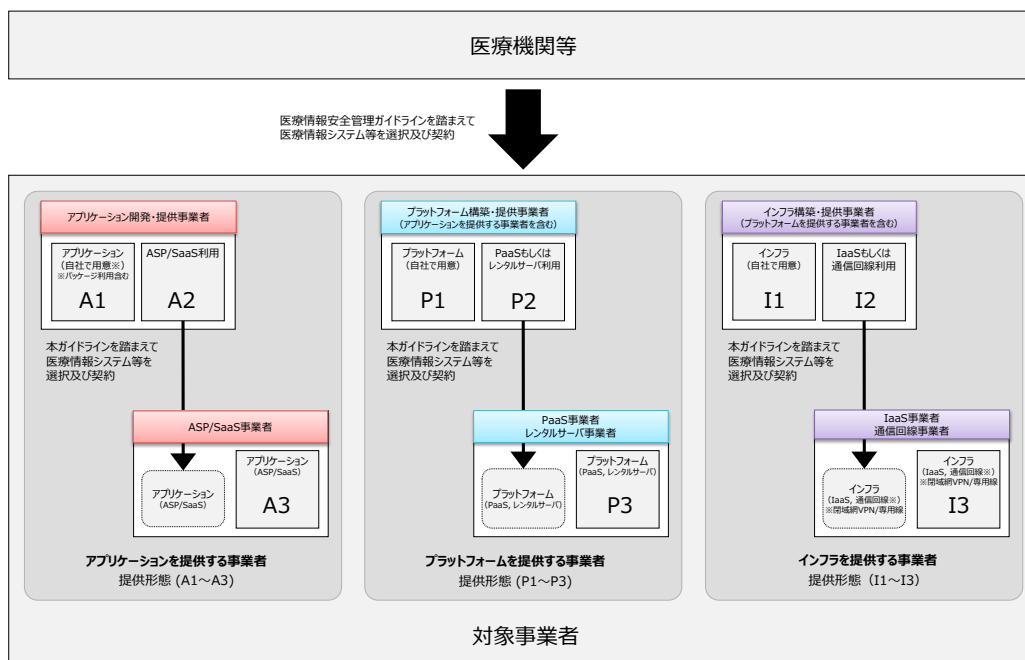 医療機関等
医療情報安全管理ガイドラインを踏まえて
医療情報システム等を選択及び契約
アプリケーション開発・提供事業者
アプリケーション
(自社で用意※)
※パッケージ利用含む
A1
ASP/SaaS利用
A2
本ガイドラインを踏まえて
医療情報システム等を
選択及び契約
ASP/SaaS事業者
アプリケーション
(ASP/SaaS)
アプリケーション
(ASP/SaaS)
A3
アプリケーションを提供する事業者
提供形態 (A1～A3)
プラットフォーム構築・提供事業者
(アプリケーションを提供する事業者を含む)
プラットフォーム
(自社で用意)
P1
PaaSもしくは
レンタルサーバ利用
P2
本ガイドラインを踏まえて
医療情報システム等を
選択及び契約
PaaS事業者
レンタルサーバ事業者
プラットフォーム
(PaaS, レンタルサーバ)
プラットフォーム
(PaaS, レンタルサーバ)
P3
プラットフォームを提供する事業者
提供形態 (P1～P3)
インフラ構築・提供事業者
(プラットフォームを提供する事業者を含む)
インフラ
(自社で用意)
I1
IaaSもしくは
通信回線利用
I2
本ガイドラインを踏まえて
医療情報システム等を
選択及び契約
IaaS事業者
通信回線事業者
インフラ
(IaaS, 通信回線※)
※閉域網VPN/専用線
インフラ
(IaaS, 通信回線※)
※閉域網VPN/専用線
I3
インフラを提供する事業者
提供形態（I1～I3）
対象事業者